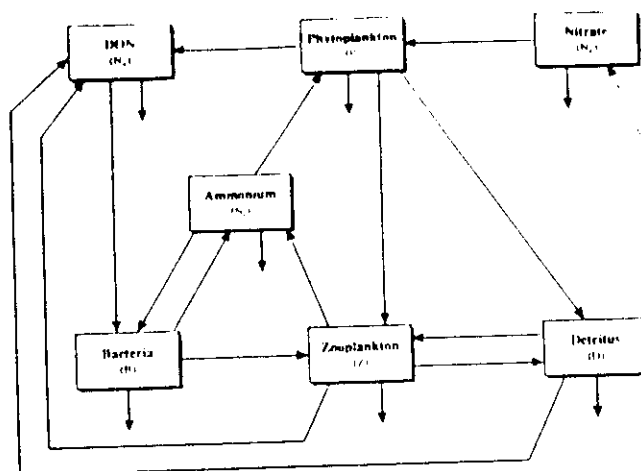 DON
Phytoplankton
Nitrate
Ammonium
Bacteria
(B)
Zooplankton
(Z)
Detritus
(D)